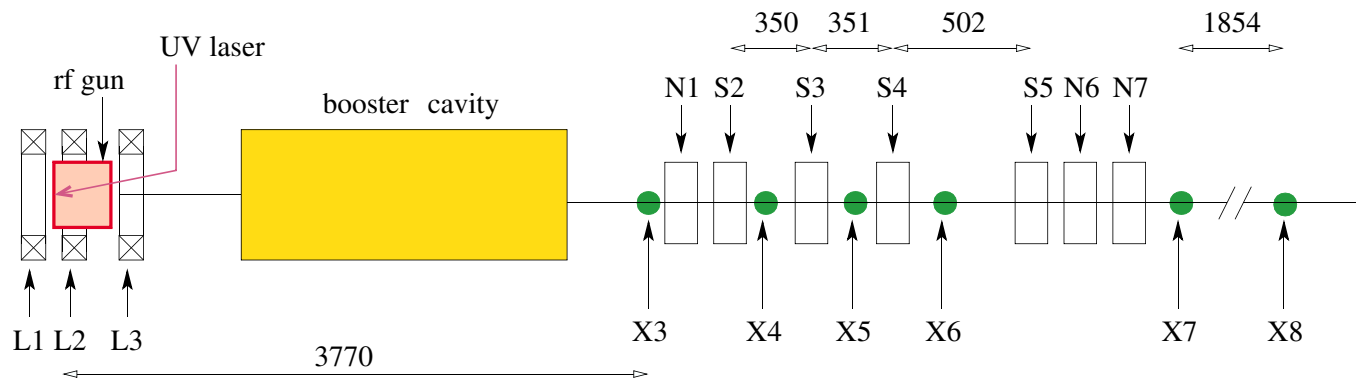 350 351 502 1854
UV laser
rf gun
N1 S2 S3 S4 S5 N6 N7
booster cavity
L1 L2 L3 X3 X4 X5 X6 X7 X8
3770